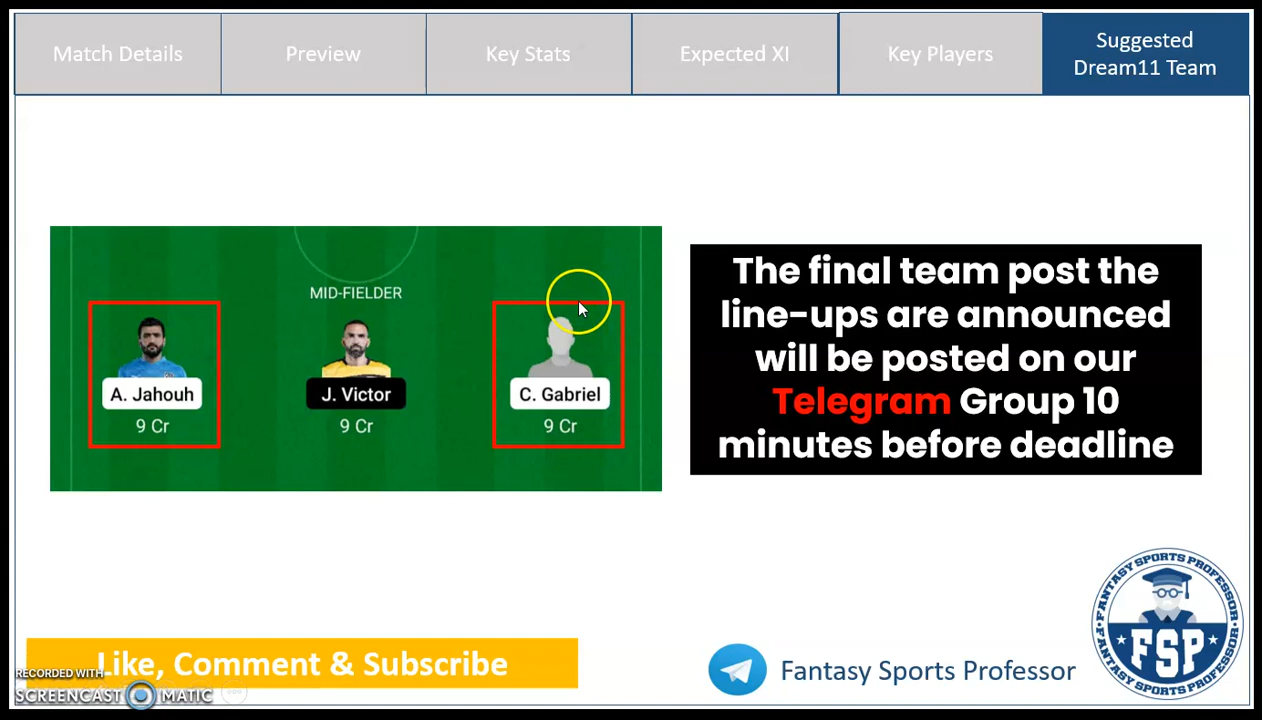 Match Details
Preview
Key Stats
Expected XI
Key Players
Suggested
Dream11 Team
MID-FIELDER
A. Jahouh
J. Victor
C. Gabriel
9 Cr
9 Cr
9 Cr
The final team post the
line-ups are announced
will be posted on our
Telegram Group 10
minutes before deadline
Like, Comment & Subscribe
RECORDED WITH
SCREENCAST MATIC
Fantasy Sports Professor
FANTASY SPORTS PROFESSOR
FSP
FANTASY SPORTS PROFESSOR